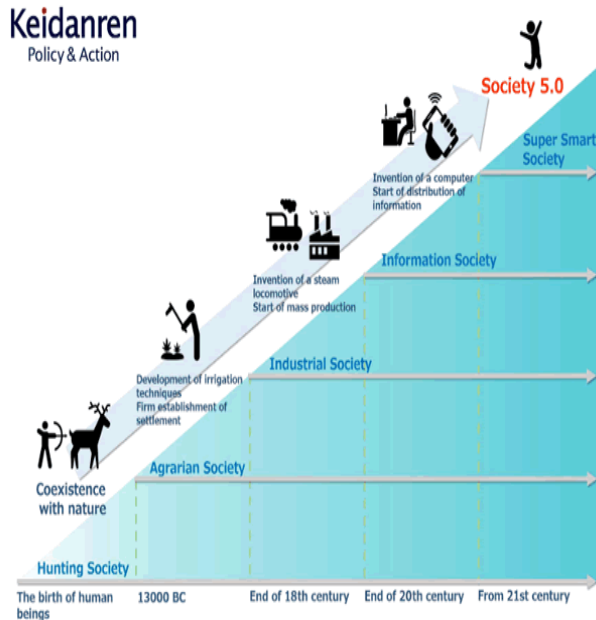 Keidanren
Policy & Action
Society 5.0
Super Smart
Society
Invention of a computer
Start of distribution of
information
Information Society
Invention of a steam
locomotive
Start of mass production
Industrial Society
Development of irrigation
techniques
Firm establishment of
settlement
Agrarian Society
Coexistence
with nature
Hunting Society
The birth of human
beings
13000 BC
End of 18th century
End of 20th century
From 21st century